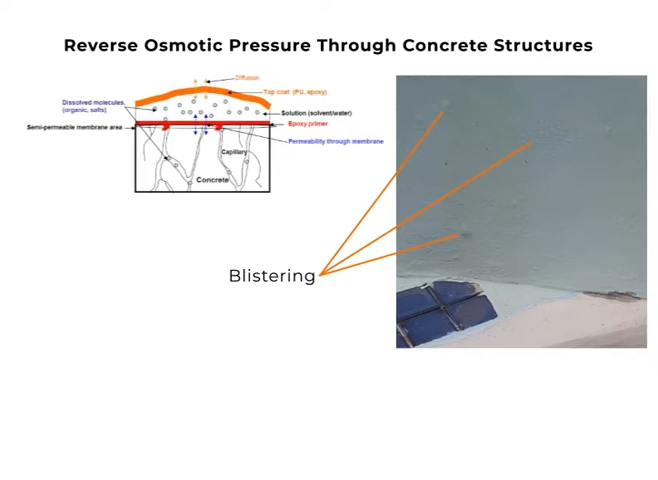 Reverse Osmotic Pressure Through Concrete Structures
Diffusion
Top coat (PU, epoxy)
Dissolved molecules,
(organic, salts)
Solution (solvent/water)
Epoxy primer
Semi-permeable membrane area
Permeability through membrane
Capillary
Concrete
Blistering